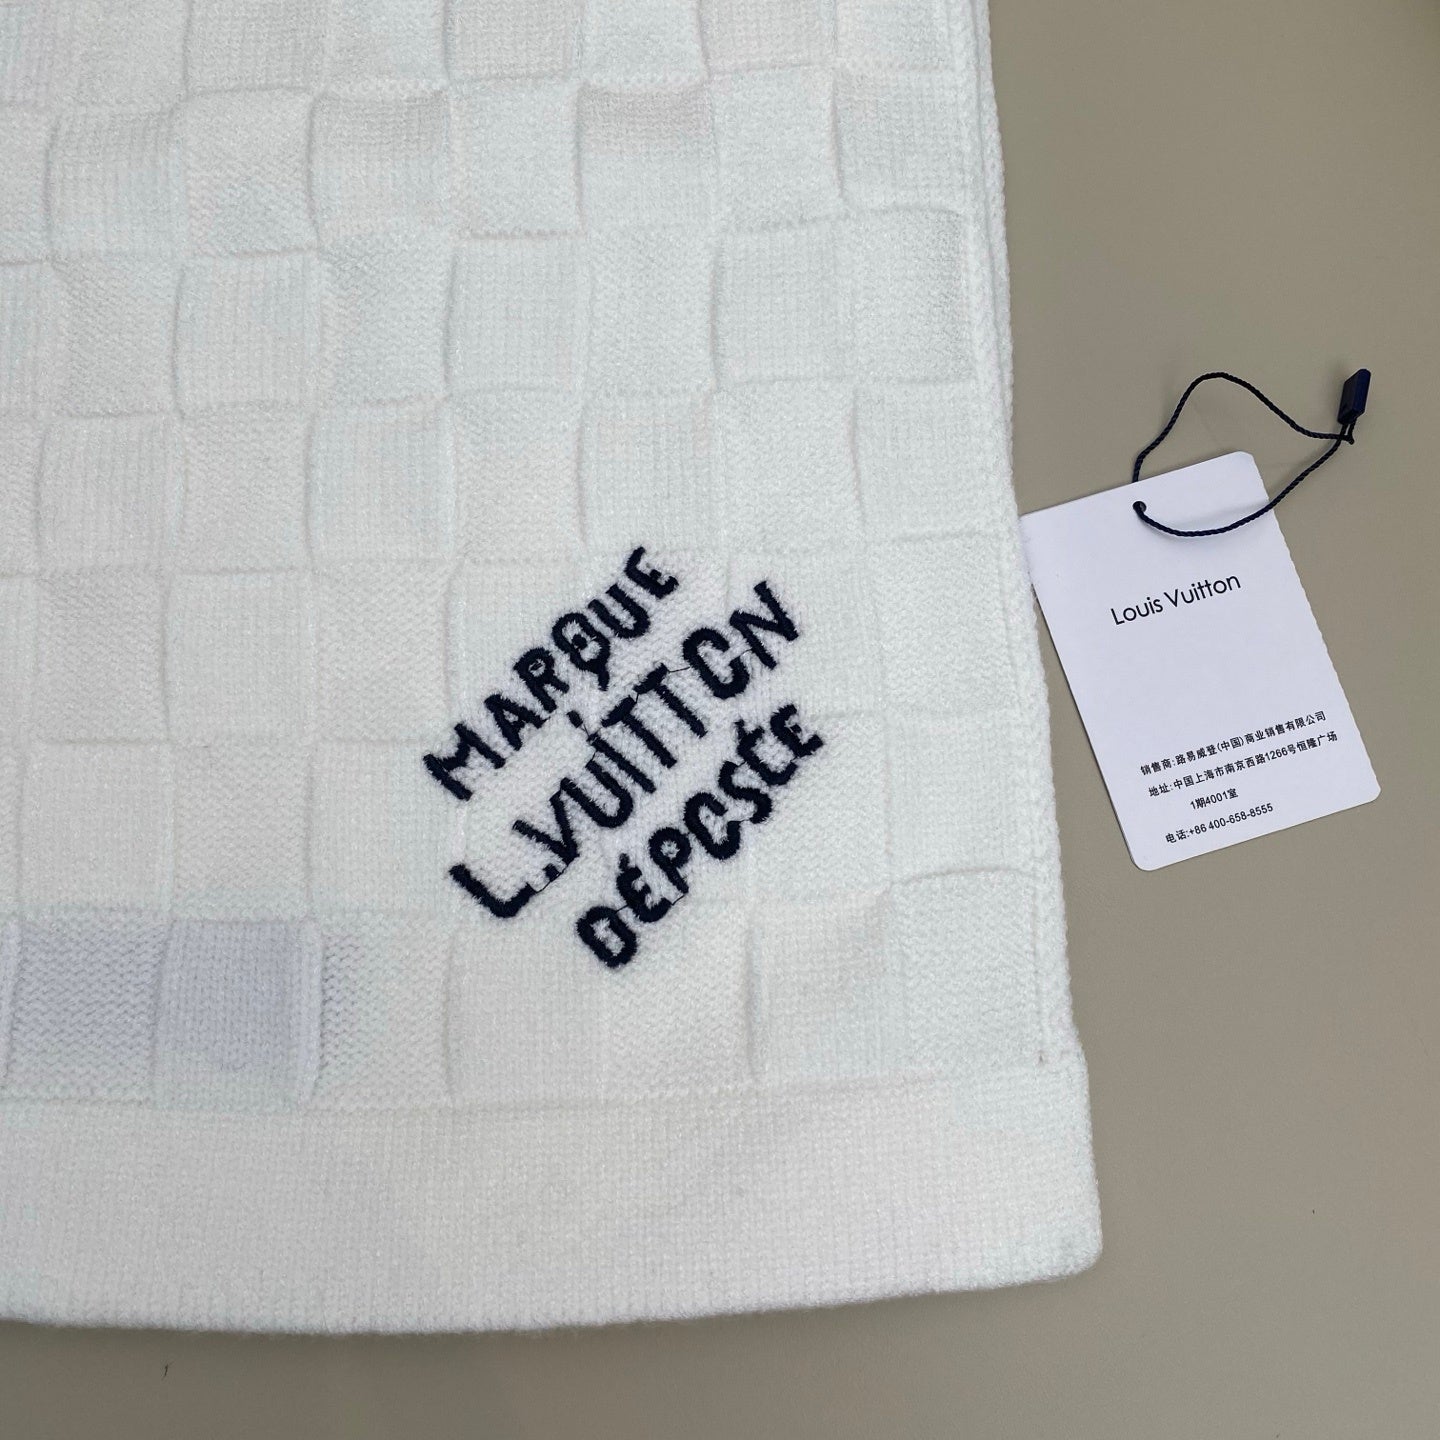 MARQUE
L.VUITTON
DÉPOSÉE
Louis Vuitton
销售商:路易威登(中国)商业销售有限公司
地址:中国上海市南京西路1266号恒隆广场
1期4001室
电话:+86 400-658-8555